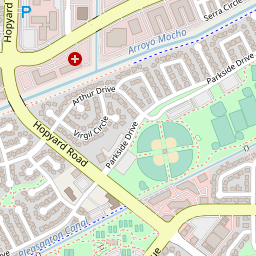 Hopyard
P
Serra Circle
Arroyo Mocho
Parkside Drive
Arthur Drive
Virgil Circle
Hopyard Road
Parkside Drive
Pleasanton Canal